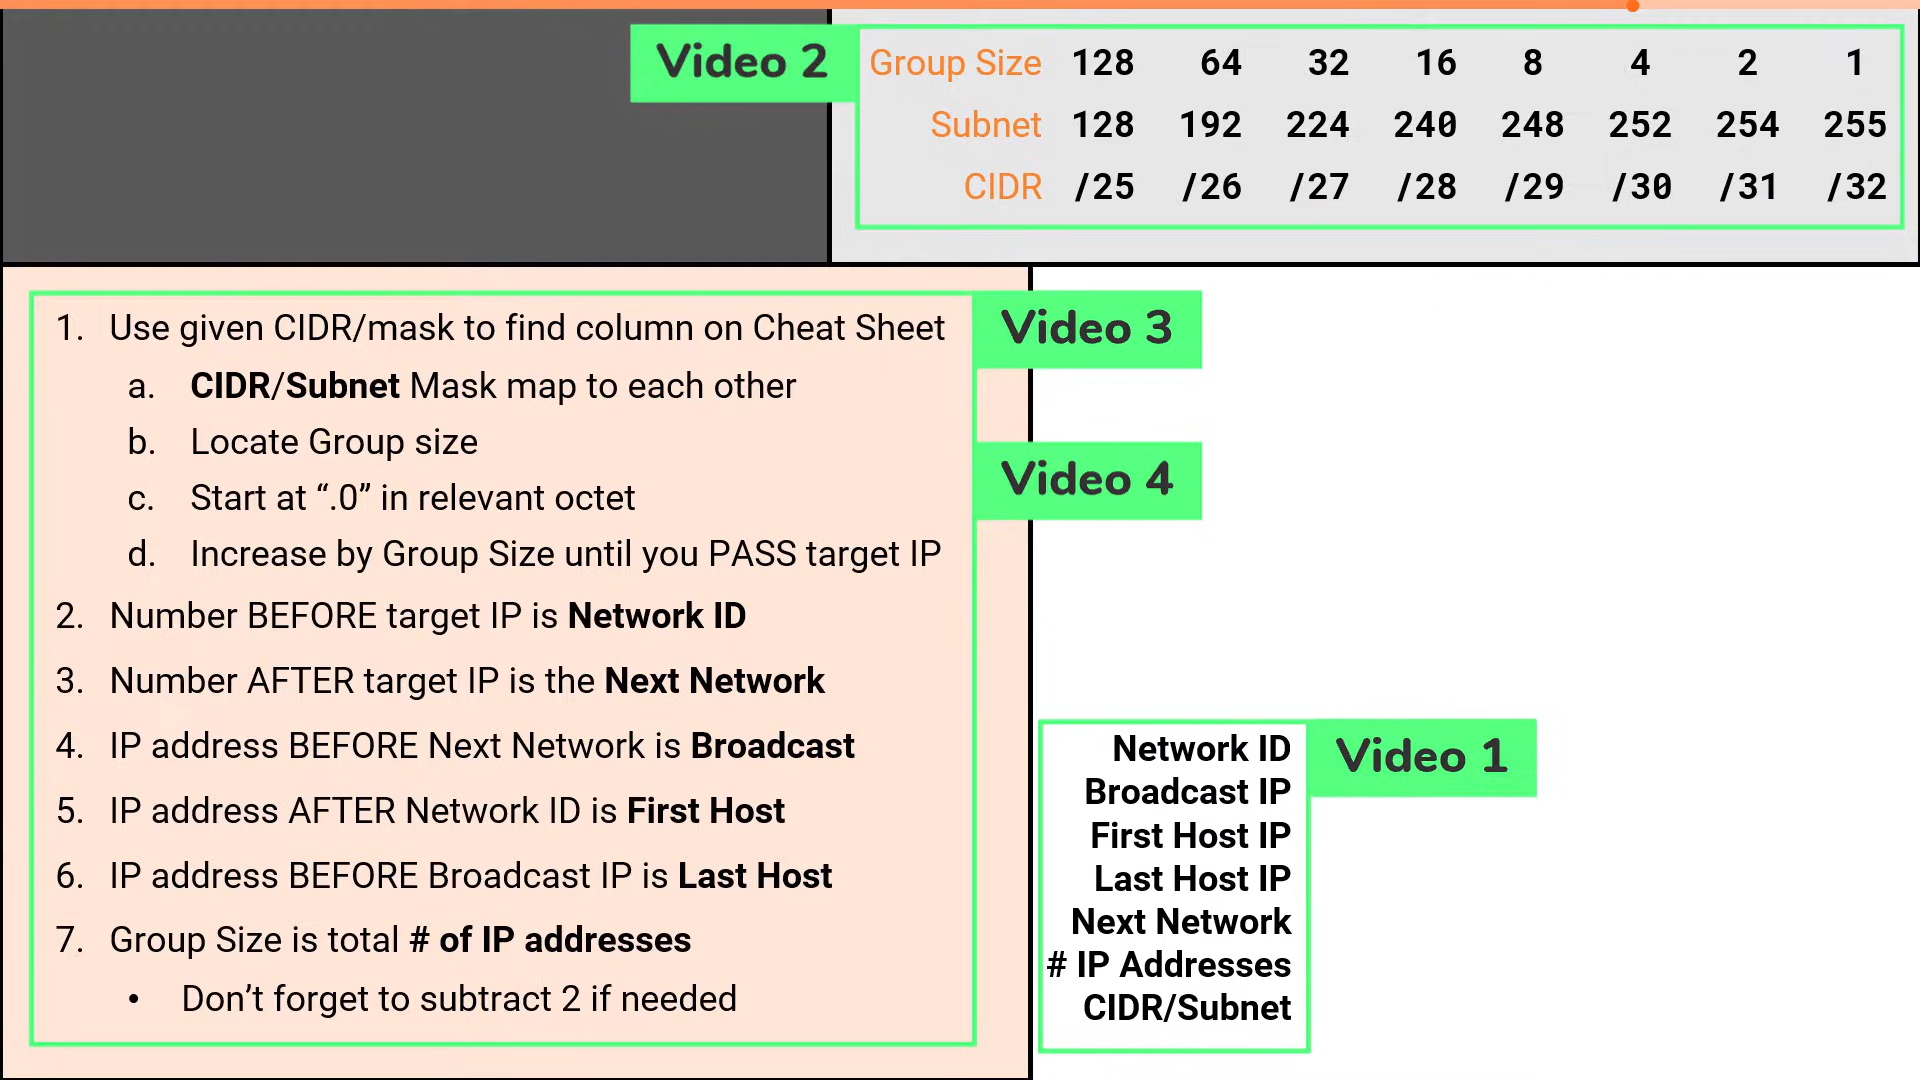 Video 2
Group Size 128 64 32 16 8 4 2 1
Subnet 128 192 224 240 248 252 254 255
CIDR /25 /26 /27 /28 /29 /30 /31 /32
1. Use given CIDR/mask to find column on Cheat Sheet
a. CIDR/Subnet Mask map to each other
b. Locate Group size
c. Start at “.0” in relevant octet
d. Increase by Group Size until you PASS target IP
2. Number BEFORE target IP is Network ID
3. Number AFTER target IP is the Next Network
4. IP address BEFORE Next Network is Broadcast
5. IP address AFTER Network ID is First Host
6. IP address BEFORE Broadcast IP is Last Host
7. Group Size is total # of IP addresses
• Don’t forget to subtract 2 if needed
Video 3
Video 4
Network ID
Broadcast IP
First Host IP
Last Host IP
Next Network
# IP Addresses
CIDR/Subnet
Video 1